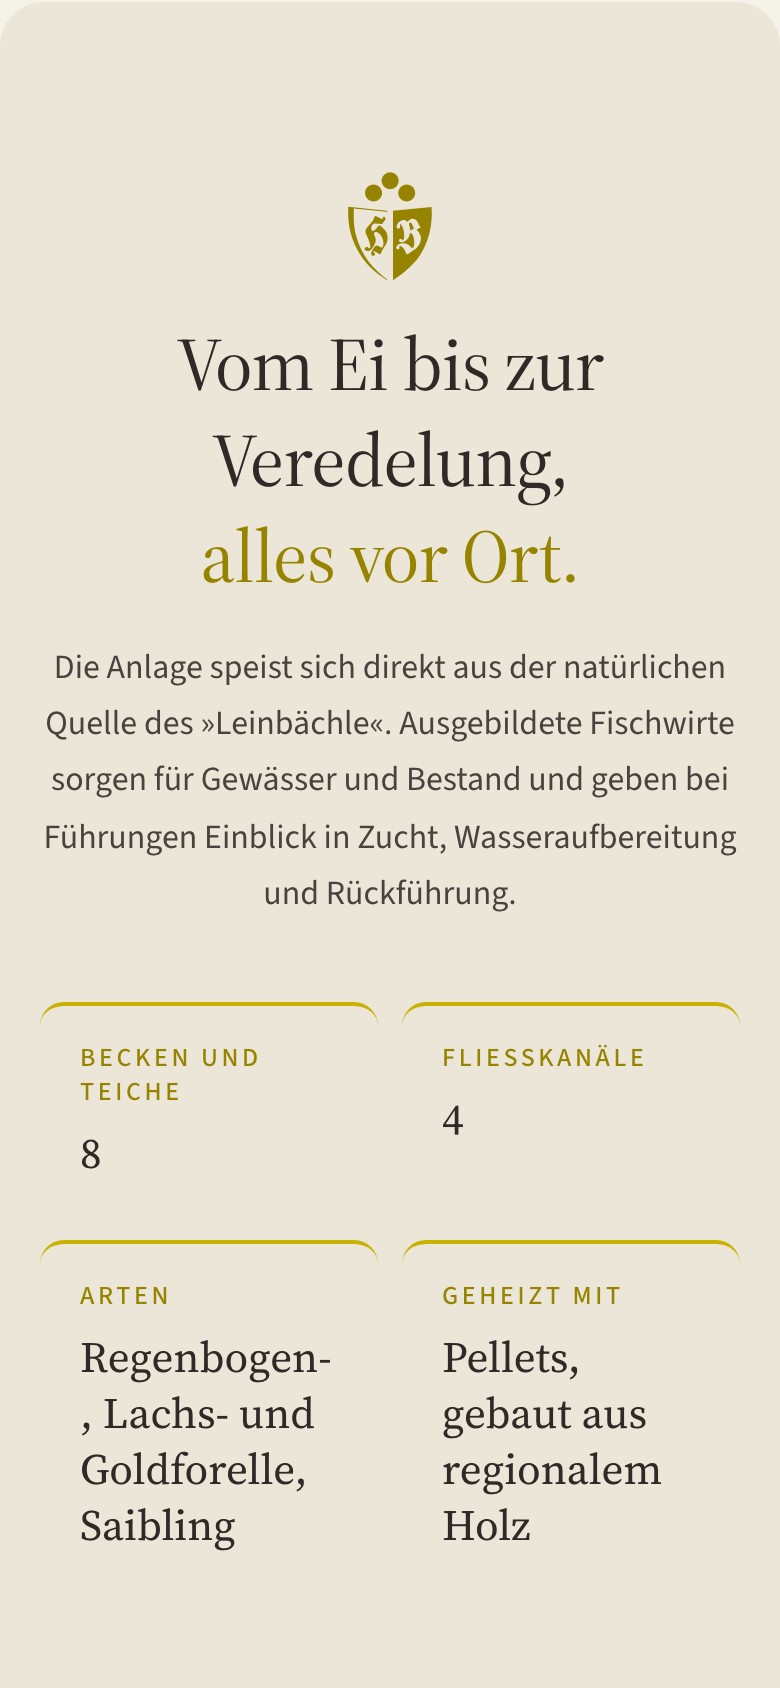 H B
Vom Ei bis zur
Veredelung,
alles vor Ort.
Die Anlage speist sich direkt aus der natürlichen
Quelle des »Leinbächle«. Ausgebildete Fischwirte
sorgen für Gewässer und Bestand und geben bei
Führungen Einblick in Zucht, Wasseraufbereitung
und Rückführung.
BECKEN UND
TEICHE
8
FLIESSKANÄLE
4
ARTEN
Regenbogen-
, Lachs- und
Goldforelle,
Saibling
GEHEIZT MIT
Pellets,
gebaut aus
regionalem
Holz